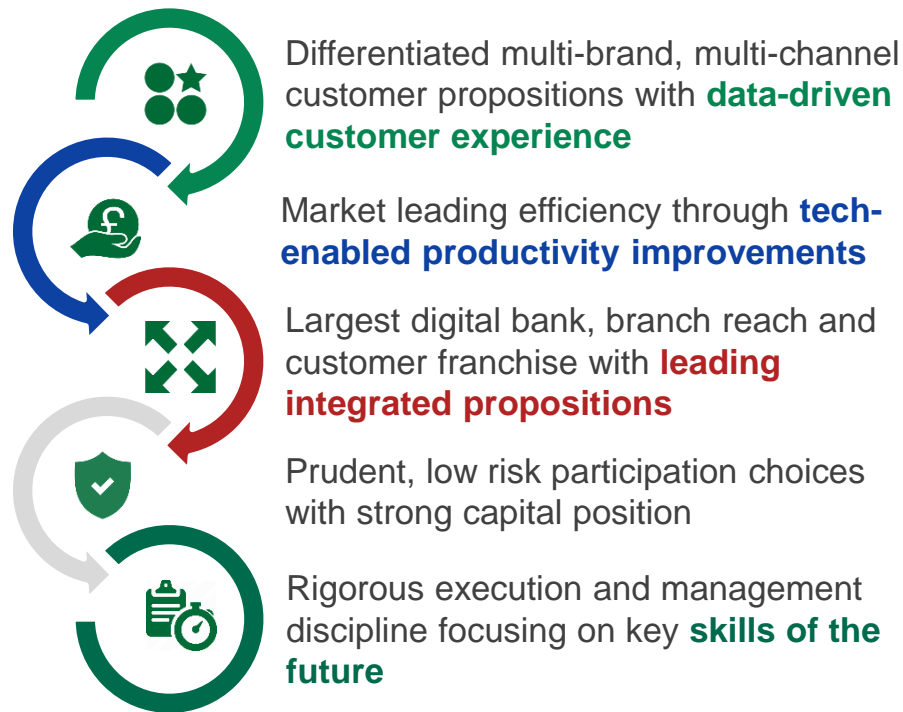 Differentiated multi-brand, multi-channel
customer propositions with data-driven
customer experience
£
Market leading efficiency through tech-
enabled productivity improvements
Largest digital bank, branch reach and
customer franchise with leading
integrated propositions
Prudent, low risk participation choices
with strong capital position
Rigorous execution and management
discipline focusing on key skills of the
future